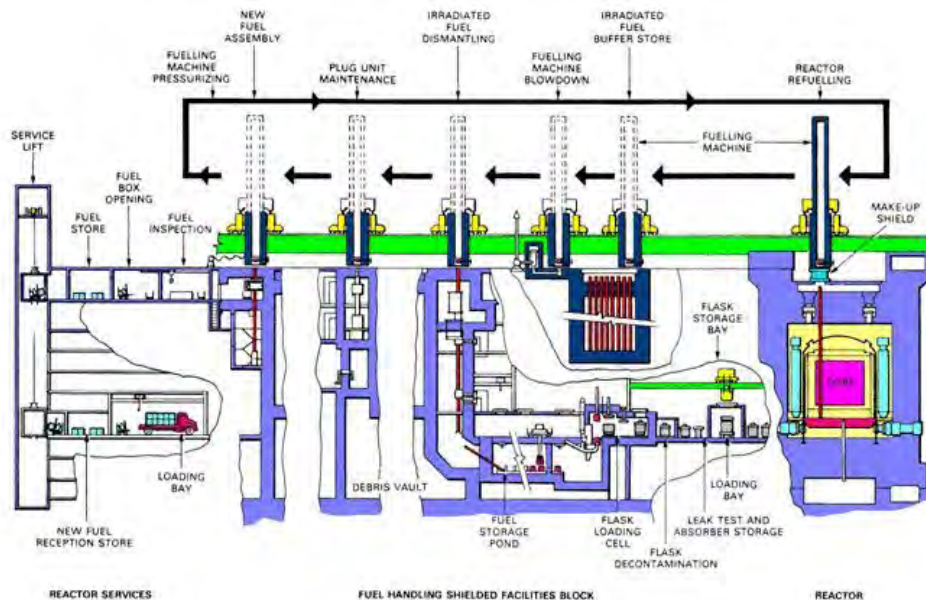 NEW
FUEL
ASSEMBLY
IRRADIATED
FUEL
DISMANTLING
IRRADIATED
FUEL
BUFFER STORE
FUELLING
MACHINE
PRESSURIZING
PLUG UNIT
MAINTENANCE
FUELLING
MACHINE
BLOWDOWN
REACTOR
REFUELLING
SERVICE
LIFT
FUELLING
MACHINE
FUEL
BOX
OPENING
FUEL
STORE
FUEL
INSPECTION
MAKE-UP
SHIELD
FLASK
STORAGE
BAY
CORE
LOADING
BAY
DEBRIS VAULT
LOADING
BAY
NEW FUEL
RECEPTION STORE
FUEL
STORAGE
POND
FLASK
LOADING
CELL
LEAK TEST AND
ABSORBER STORAGE
FLASK
DECONTAMINATION
REACTOR SERVICES
FUEL HANDLING SHIELDED FACILITIES BLOCK
REACTOR